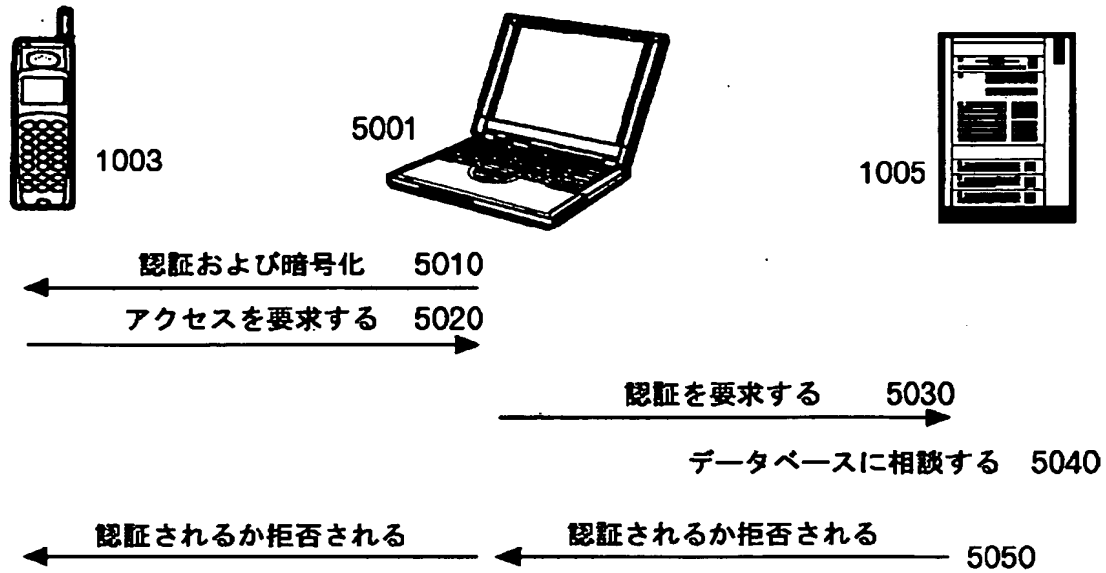 5001
1003
1005
認証および暗号化 5010
アクセスを要求する 5020
認証を要求する 5030
データベースに相談する 5040
認証されるか拒否される 認証されるか拒否される 5050